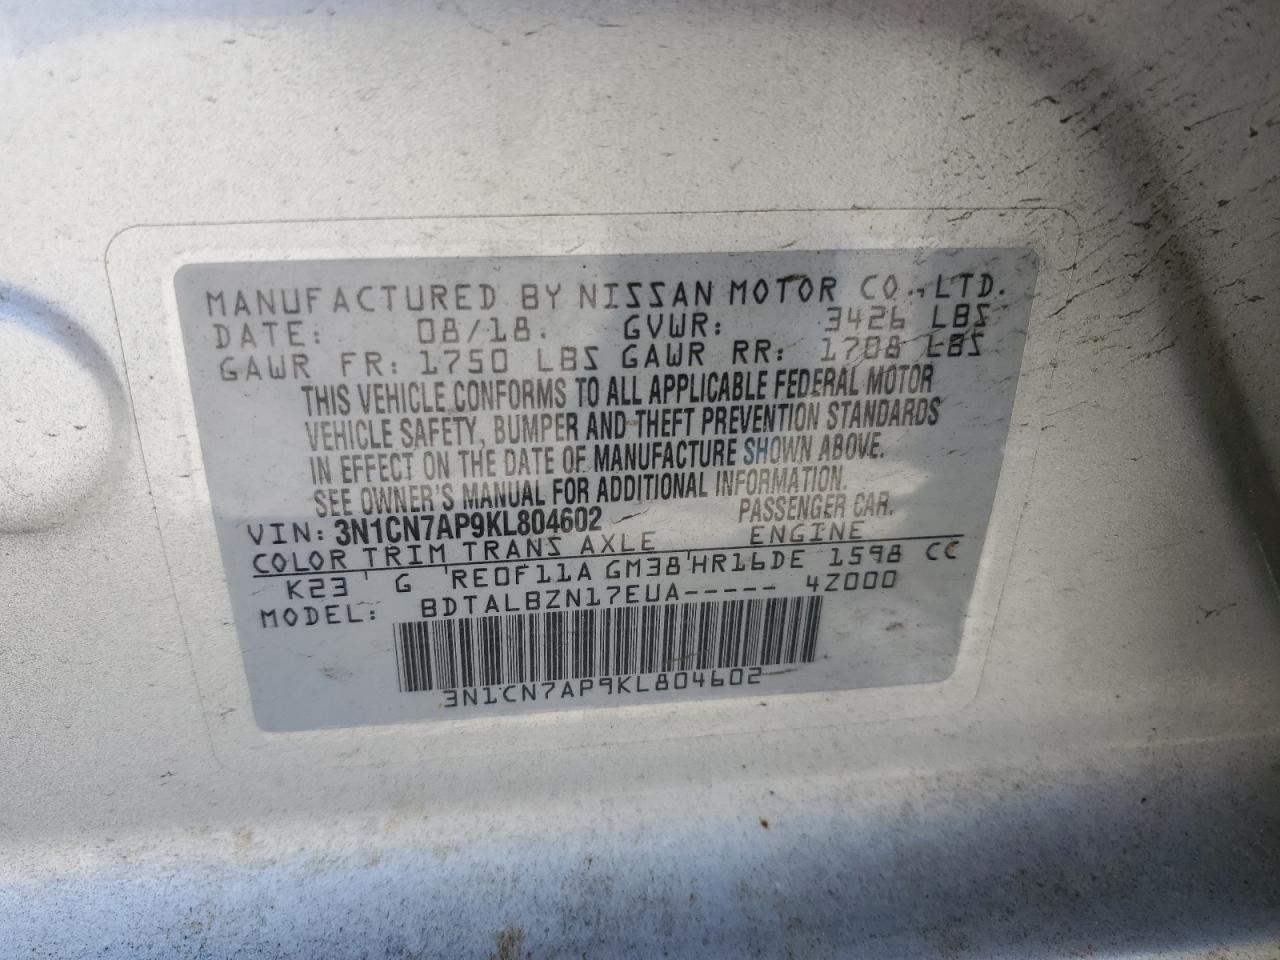 MANUFACTURED BY NISSAN MOTOR CO., LTD.
DATE: 08/18. GVWR: 3426 LBS
GAWR FR: 1750 LBS GAWR RR: 1708 LBS
THIS VEHICLE CONFORMS TO ALL APPLICABLE FEDERAL MOTOR
VEHICLE SAFETY, BUMPER AND THEFT PREVENTION STANDARDS
IN EFFECT ON THE DATE OF MANUFACTURE SHOWN ABOVE.
SEE OWNER'S MANUAL FOR ADDITIONAL INFORMATION.
VIN: 3N1CN7AP9KL804602 PASSENGER CAR.
COLOR TRIM TRANS AXLE ENGINE
K23 ' G 'RE0F11A GM38'HR16DE 1598 CC
MODEL: BDTALBZN17EUA----- 4Z000
3N1CN7AP9KL804602